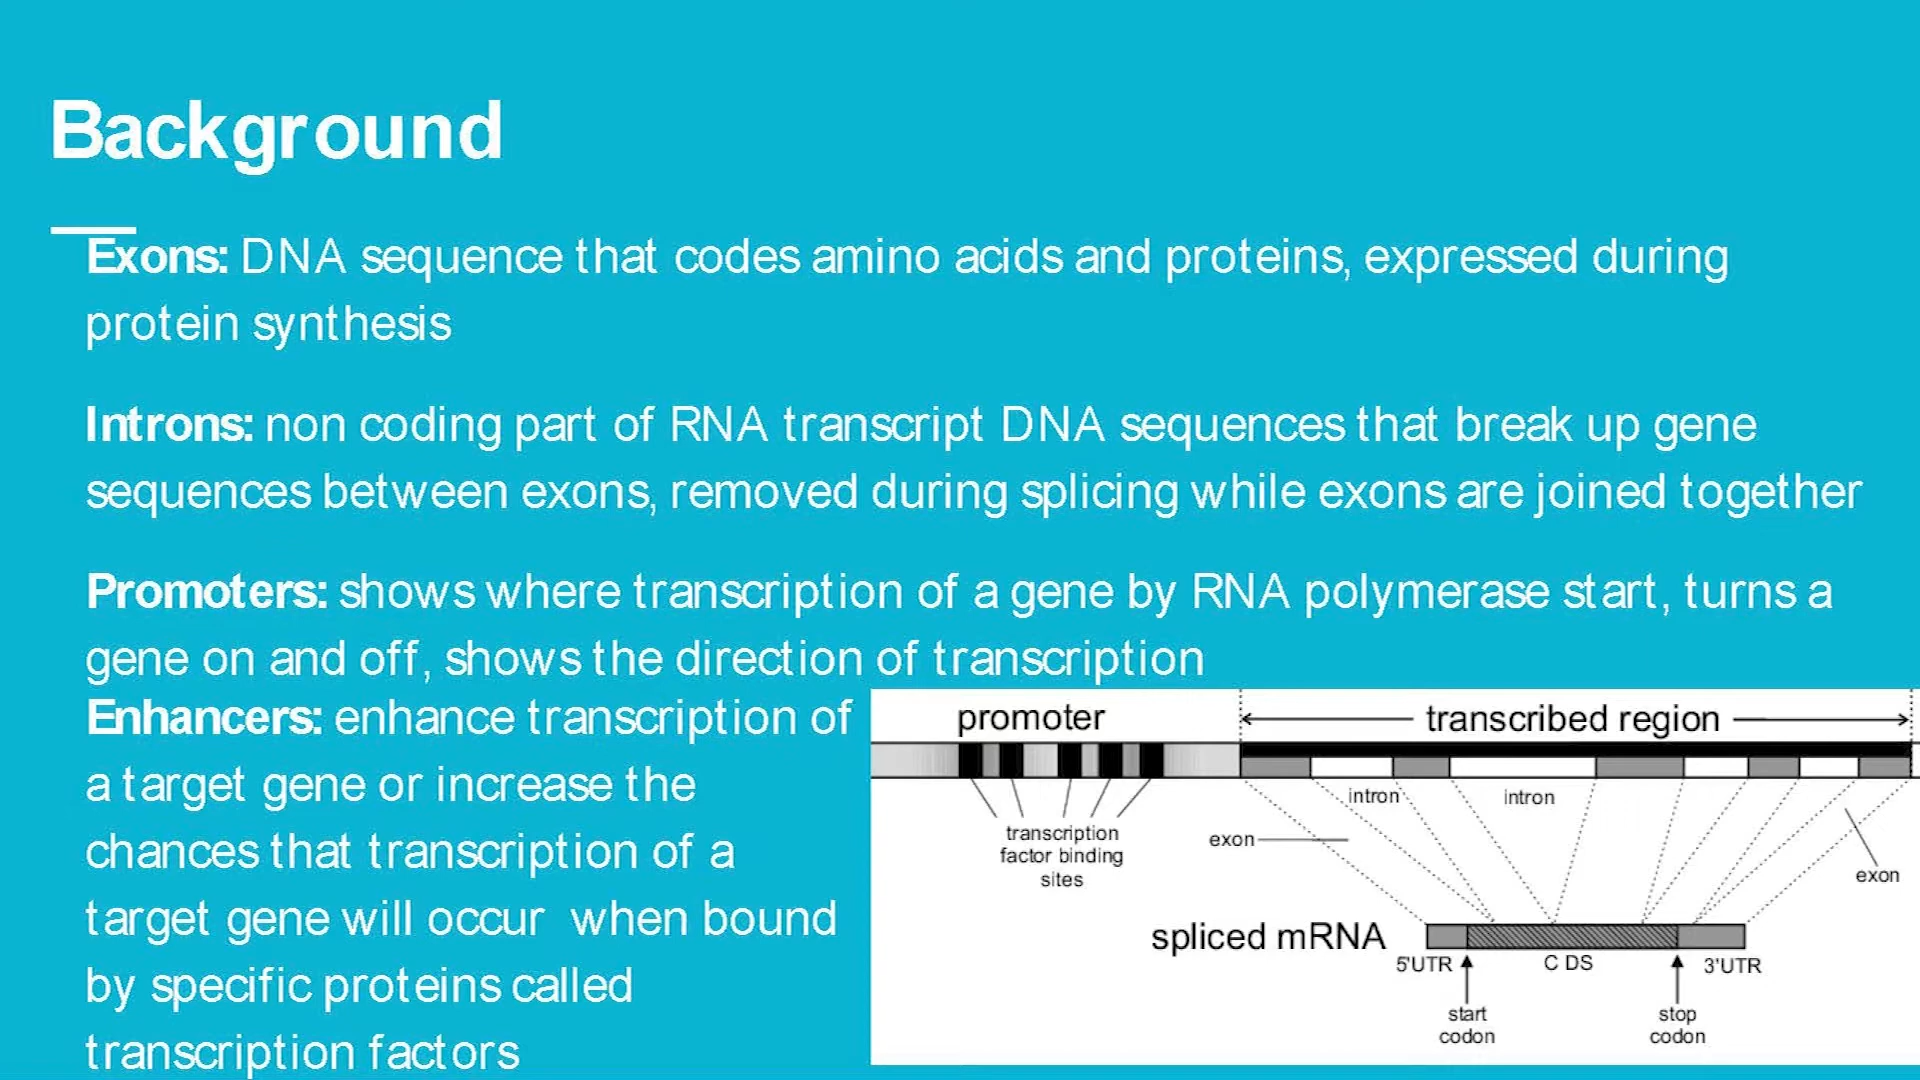 Background
Exons: DNA sequence that codes amino acids and proteins, expressed during
protein synthesis
Introns: non coding part of RNA transcript DNA sequences that break up gene
sequences between exons, removed during splicing while exons are joined together
Promoters: shows where transcription of a gene by RNA polymerase start, turns a
gene on and off, shows the direction of transcription
Enhancers: enhance transcription of
a target gene or increase the
chances that transcription of a
target gene will occur when bound
by specific proteins called
transcription factors
promoter
transcribed region
intron
intron
transcription
factor binding
sites
exon
exon
spliced mRNA
5'UTR
C DS
3'UTR
start
codon
stop
codon